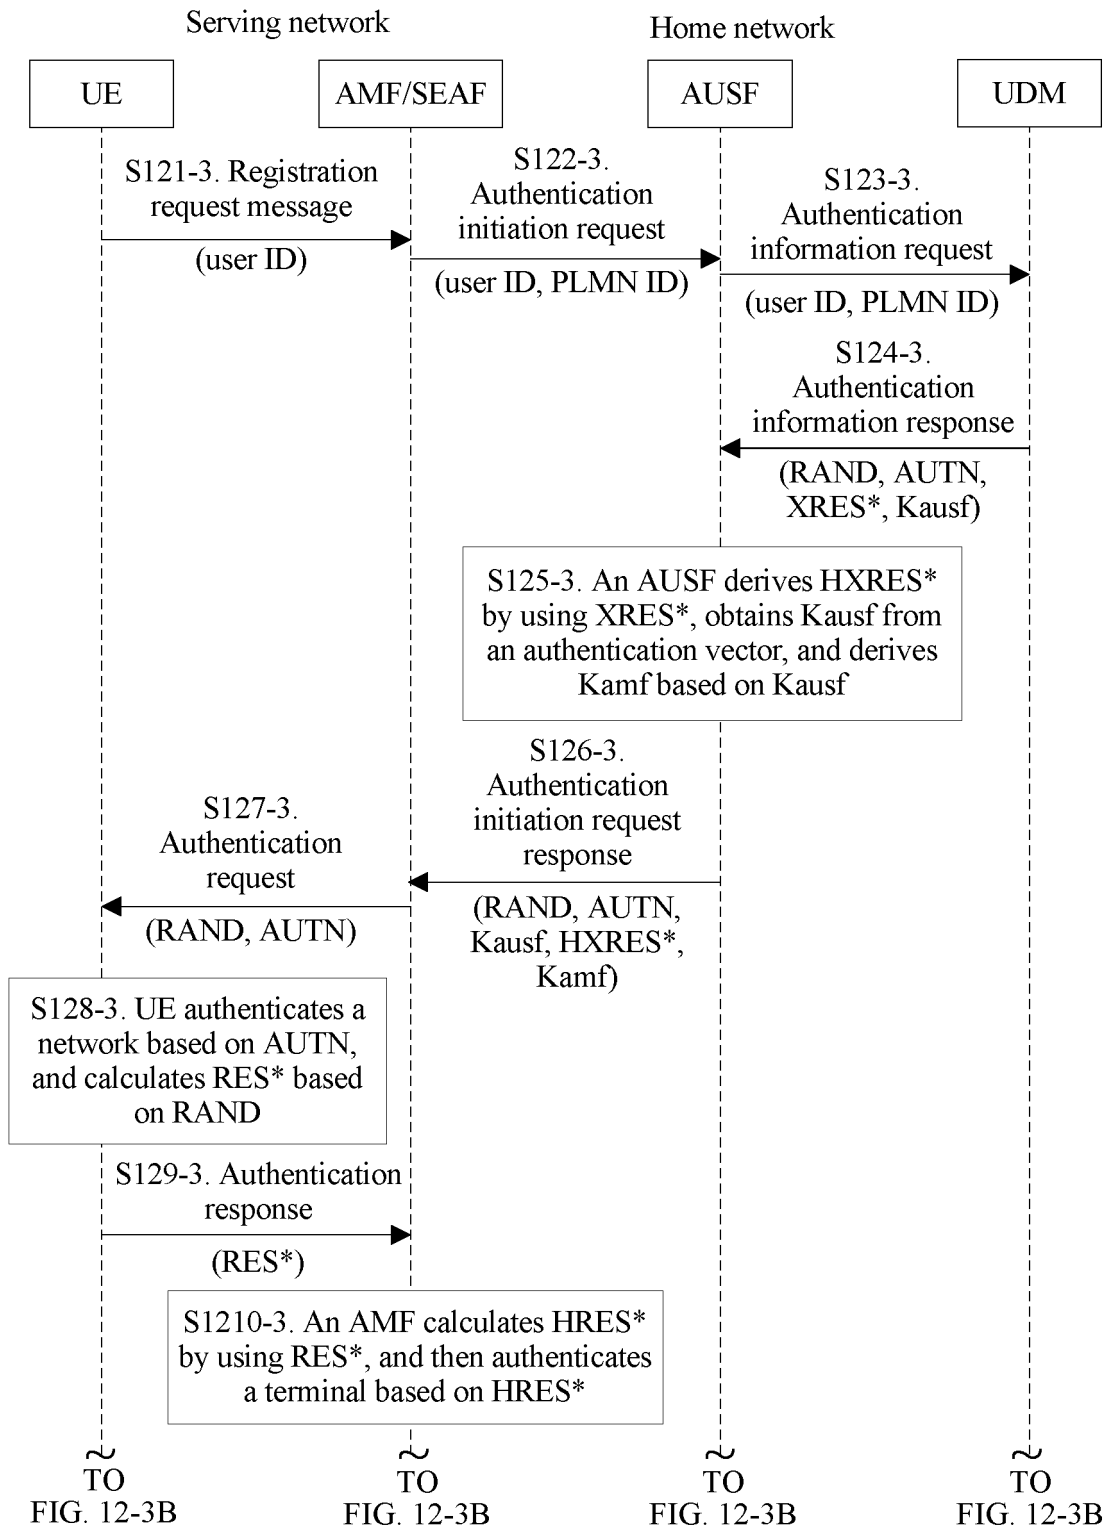 Serving network
Home network
UE
AMF/SEAF
AUSF
UDM
S121-3. Registration
request message
(user ID)
S122-3.
Authentication
initiation request
(user ID, PLMN ID)
S123-3.
Authentication
information request
(user ID, PLMN ID)
S124-3.
Authentication
information response
(RAND, AUTN,
XRES*, Kausf)
S125-3. An AUSF derives HXRES*
by using XRES*, obtains Kausf from
an authentication vector, and derives
Kamf based on Kausf
S126-3.
Authentication
initiation request
response
(RAND, AUTN,
Kausf, HXRES*,
Kamf)
S127-3.
Authentication
request
(RAND, AUTN)
S128-3. UE authenticates a
network based on AUTN,
and calculates RES* based
on RAND
S129-3. Authentication
response
(RES*)
S1210-3. An AMF calculates HRES*
by using RES*, and then authenticates
a terminal based on HRES*
TO
FIG. 12-3B
TO
FIG. 12-3B
TO
FIG. 12-3B
TO
FIG. 12-3B